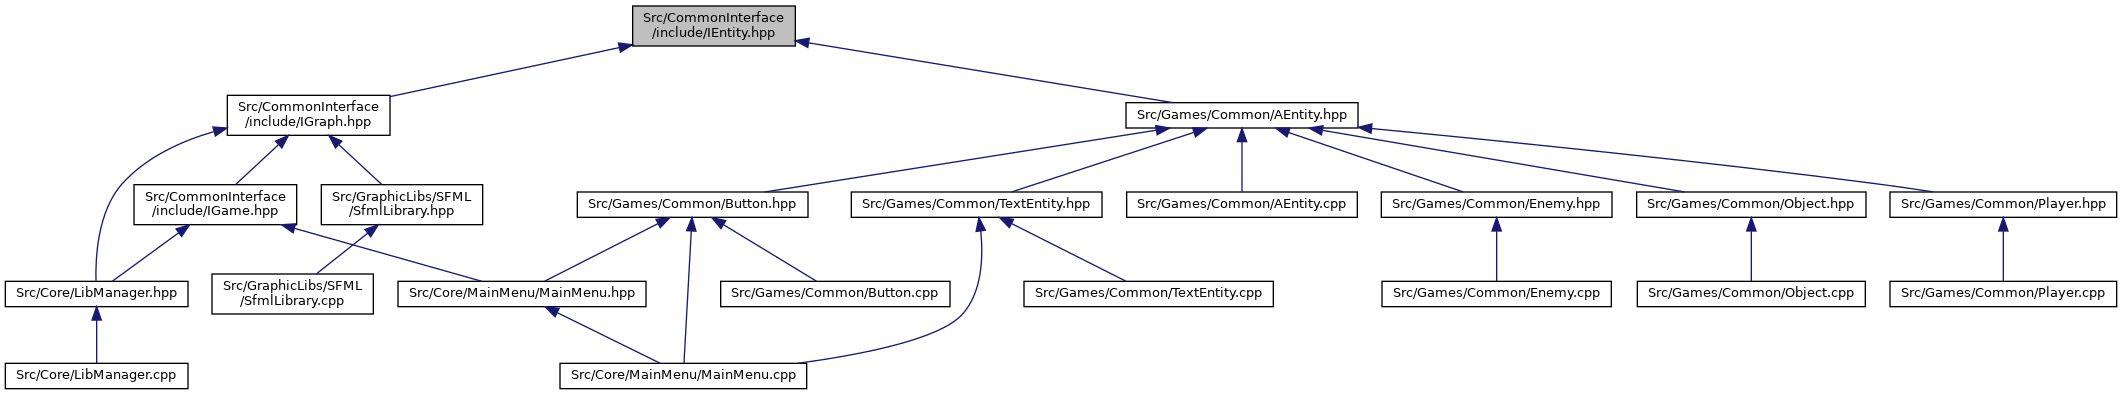 Src/CommonInterface
/include/IEntity.hpp
Src/CommonInterface
/include/IGraph.hpp
Src/Games/Common/AEntity.hpp
Src/CommonInterface
/include/IGame.hpp
Src/GraphicLibs/SFML
/SfmlLibrary.hpp
Src/Games/Common/Button.hpp
Src/Games/Common/TextEntity.hpp
Src/Games/Common/AEntity.cpp
Src/Games/Common/Enemy.hpp
Src/Games/Common/Object.hpp
Src/Games/Common/Player.hpp
Src/Core/LibManager.hpp
Src/GraphicLibs/SFML
/SfmlLibrary.cpp
Src/Core/MainMenu/MainMenu.hpp
Src/Games/Common/Button.cpp
Src/Games/Common/TextEntity.cpp
Src/Games/Common/Enemy.cpp
Src/Games/Common/Object.cpp
Src/Games/Common/Player.cpp
Src/Core/LibManager.cpp
Src/Core/MainMenu/MainMenu.cpp